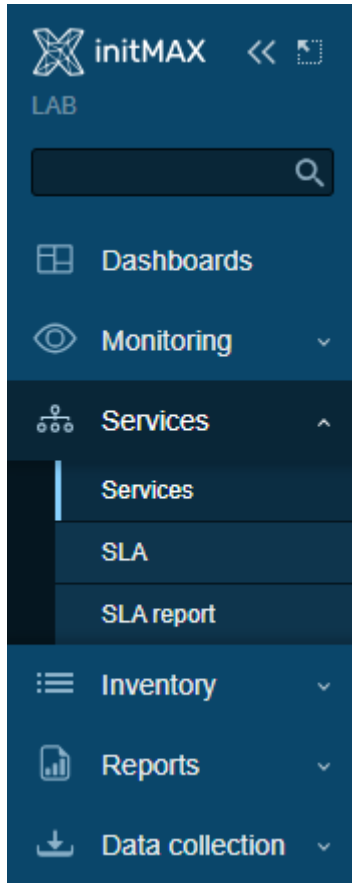 initMAX
LAB
Dashboards
Monitoring
Services
Services
SLA
SLA report
Inventory
Reports
Data collection